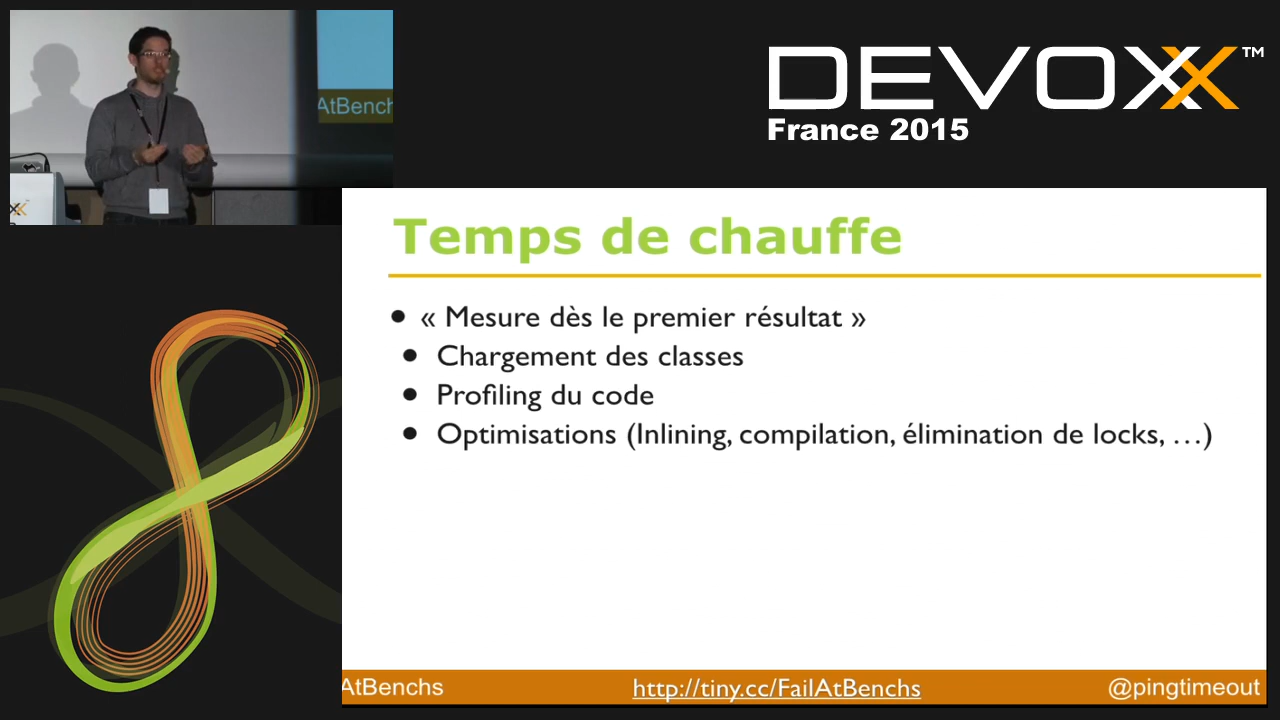 AtBench
DEVOXX™
France 2015
Temps de chauffe
• « Mesure dès le premier résultat »
• Chargement des classes
• Profiling du code
• Optimisations (Inlining, compilation, élimination de locks, …)
AtBenchs
http://tiny.cc/FailAtBenchs
@pingtimeout